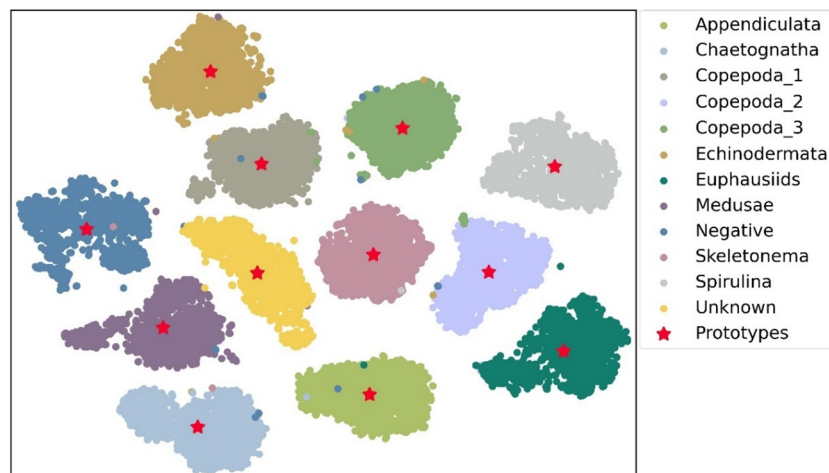 Appendiculata
Chaetognatha
Copepoda_1
Copepoda_2
Copepoda_3
Echinodermata
Euphausiids
Medusae
Negative
Skeletonema
Spirulina
Unknown
Prototypes